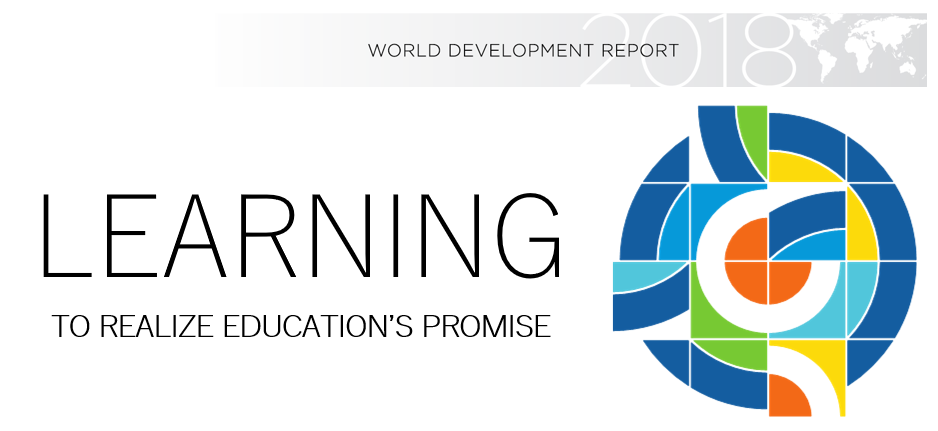 2018
WORLD DEVELOPMENT REPORT
LEARNING
TO REALIZE EDUCATION’S PROMISE